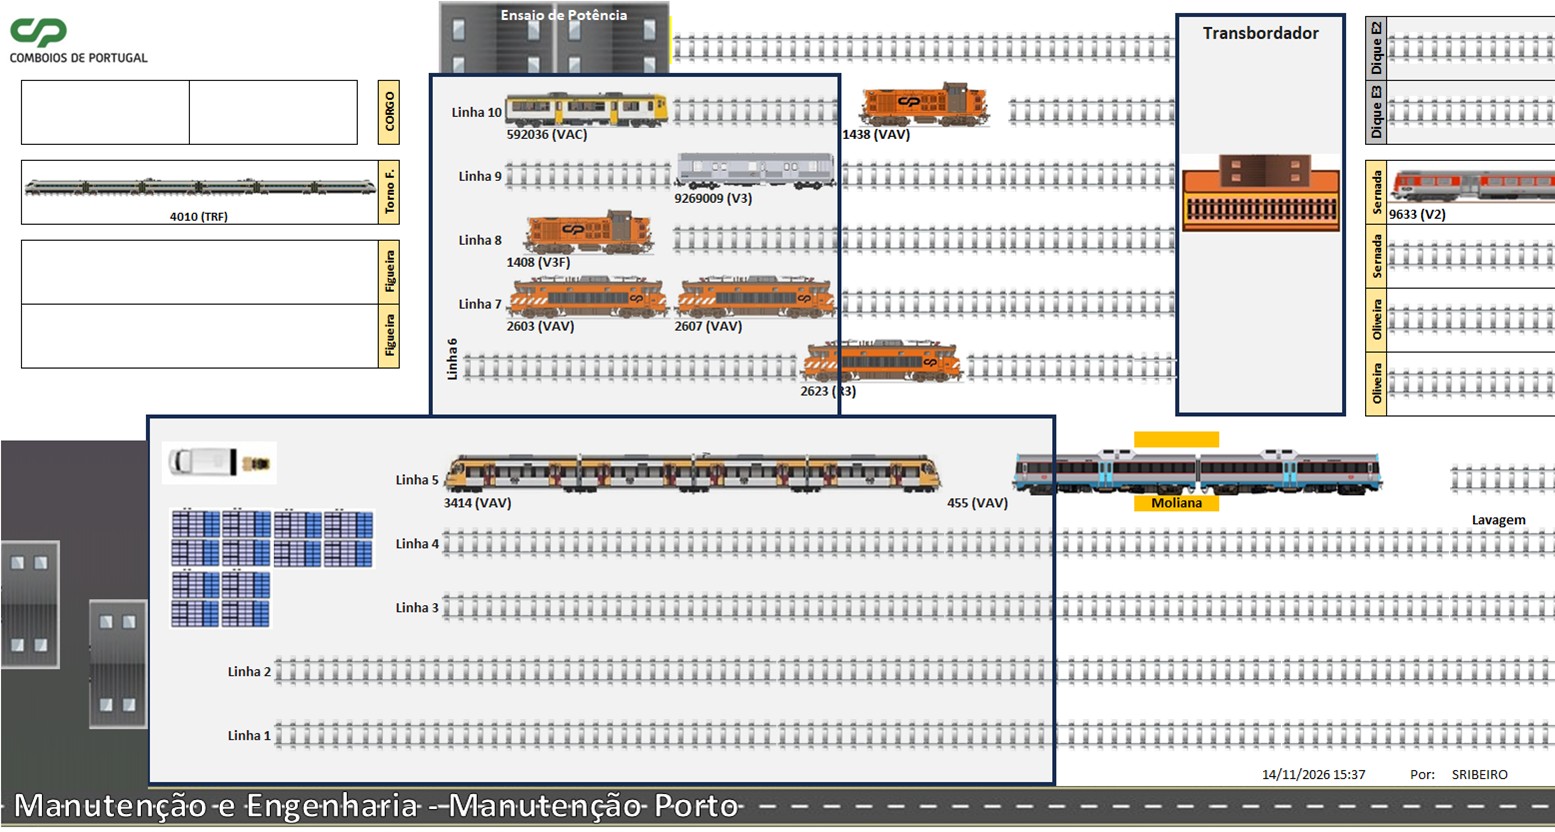 Ensaio de Potência
Transbordador
Dique E2
Dique E3
CP
COMBOIOS DE PORTUGAL
CORGO
Linha 10
592036 (VAC)
1438 (VAV)
Torno F.
4010 (TRF)
Linha 9
9269009 (V3)
Sernada
9633 (V2)
Linha 8
1408 (V3F)
Sernada
Figueira
Linha 7
2603 (VAV)
2607 (VAV)
Oliveira
Figueira
Linha 6
2623 (R3)
Oliveira
Linha 5
3414 (VAV)
455 (VAV)
Moliana
Lavagem
Linha 4
Linha 3
Linha 2
Linha 1
14/11/2026 15:37 Por: SRIBEIRO
Manutenção e Engenharia - Manutenção Porto